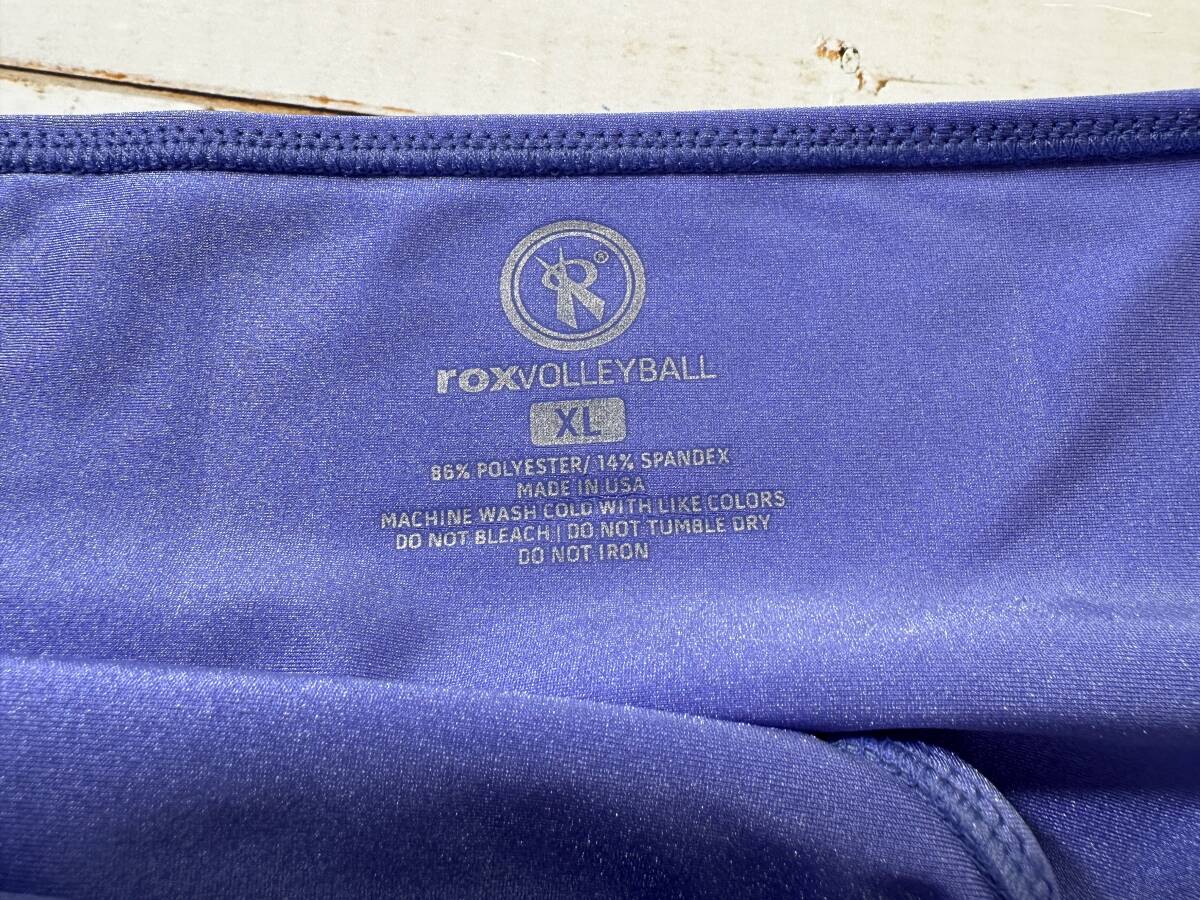 R®
roxVOLLEYBALL
XL
86% POLYESTER/ 14% SPANDEX
MADE IN USA
MACHINE WASH COLD WITH LIKE COLORS
DO NOT BLEACH | DO NOT TUMBLE DRY
DO NOT IRON